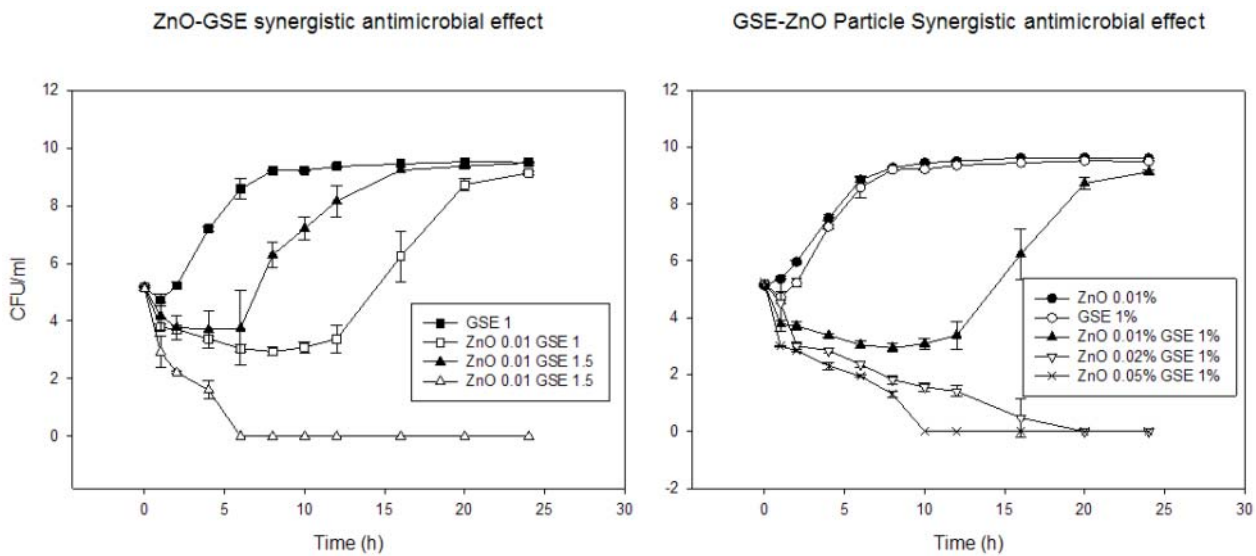 ZnO-GSE synergistic antimicrobial effect
12
10
8
6
4
2
0
CFU/ml
0 5 10 15 20 25 30
Time (h)
GSE 1
ZnO 0.01 GSE 1
ZnO 0.01 GSE 1.5
ZnO 0.01 GSE 1.5
GSE-ZnO Particle Synergistic antimicrobial effect
12
10
8
6
4
2
0
-2
0 5 10 15 20 25 30
Time (h)
ZnO 0.01%
GSE 1%
ZnO 0.01% GSE 1%
ZnO 0.02% GSE 1%
ZnO 0.05% GSE 1%